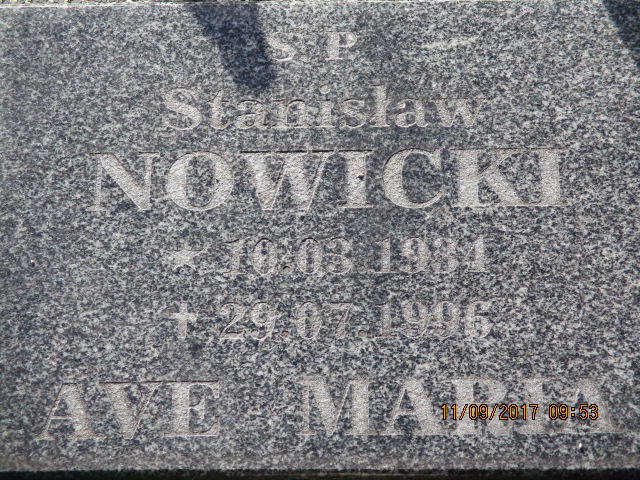 S P
Stanisław
NOWICKI
★ 10.03.1934
✝ 29.07.1996
AVE MARIA
11/09/2017 09:53